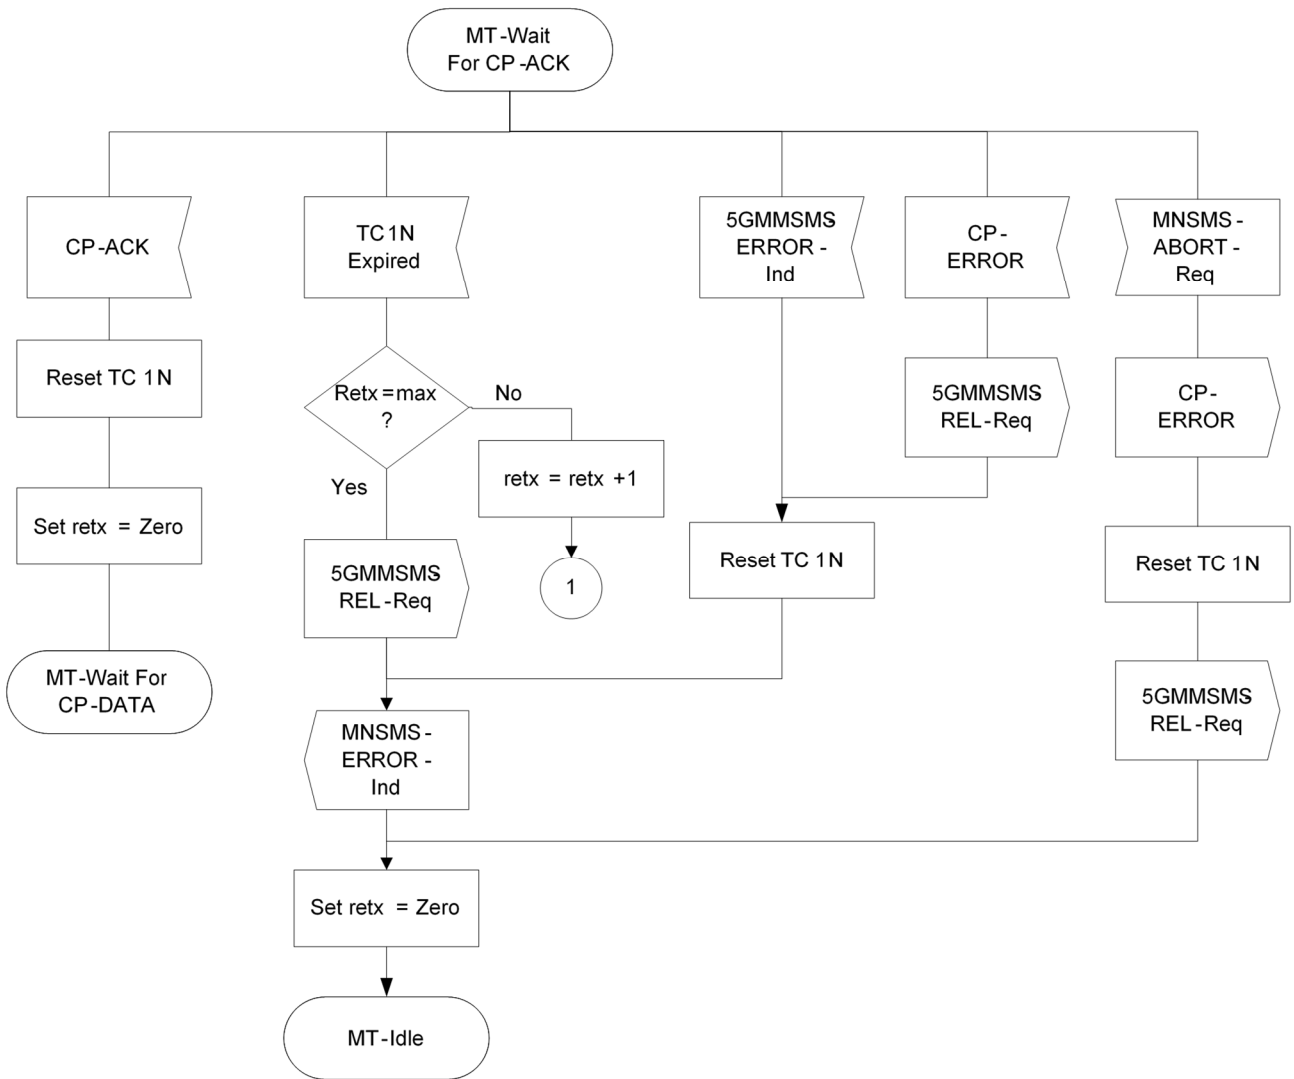 MT-Wait
For CP-ACK
CP-ACK
TC1N
Expired
5GMMSMS-
ERROR-
Ind
CP-
ERROR
MNSMS-
ABORT-
Req
Reset TC 1N
Retx=max
?
No
Yes
retx = retx +1
5GMMSMS-
REL-Req
CP-
ERROR
Set retx = Zero
5GMMSMS-
REL-Req
1
Reset TC 1N
Reset TC 1N
MT-Wait For
CP-DATA
MNSMS-
ERROR-
Ind
5GMMSMS-
REL-Req
Set retx = Zero
MT-Idle